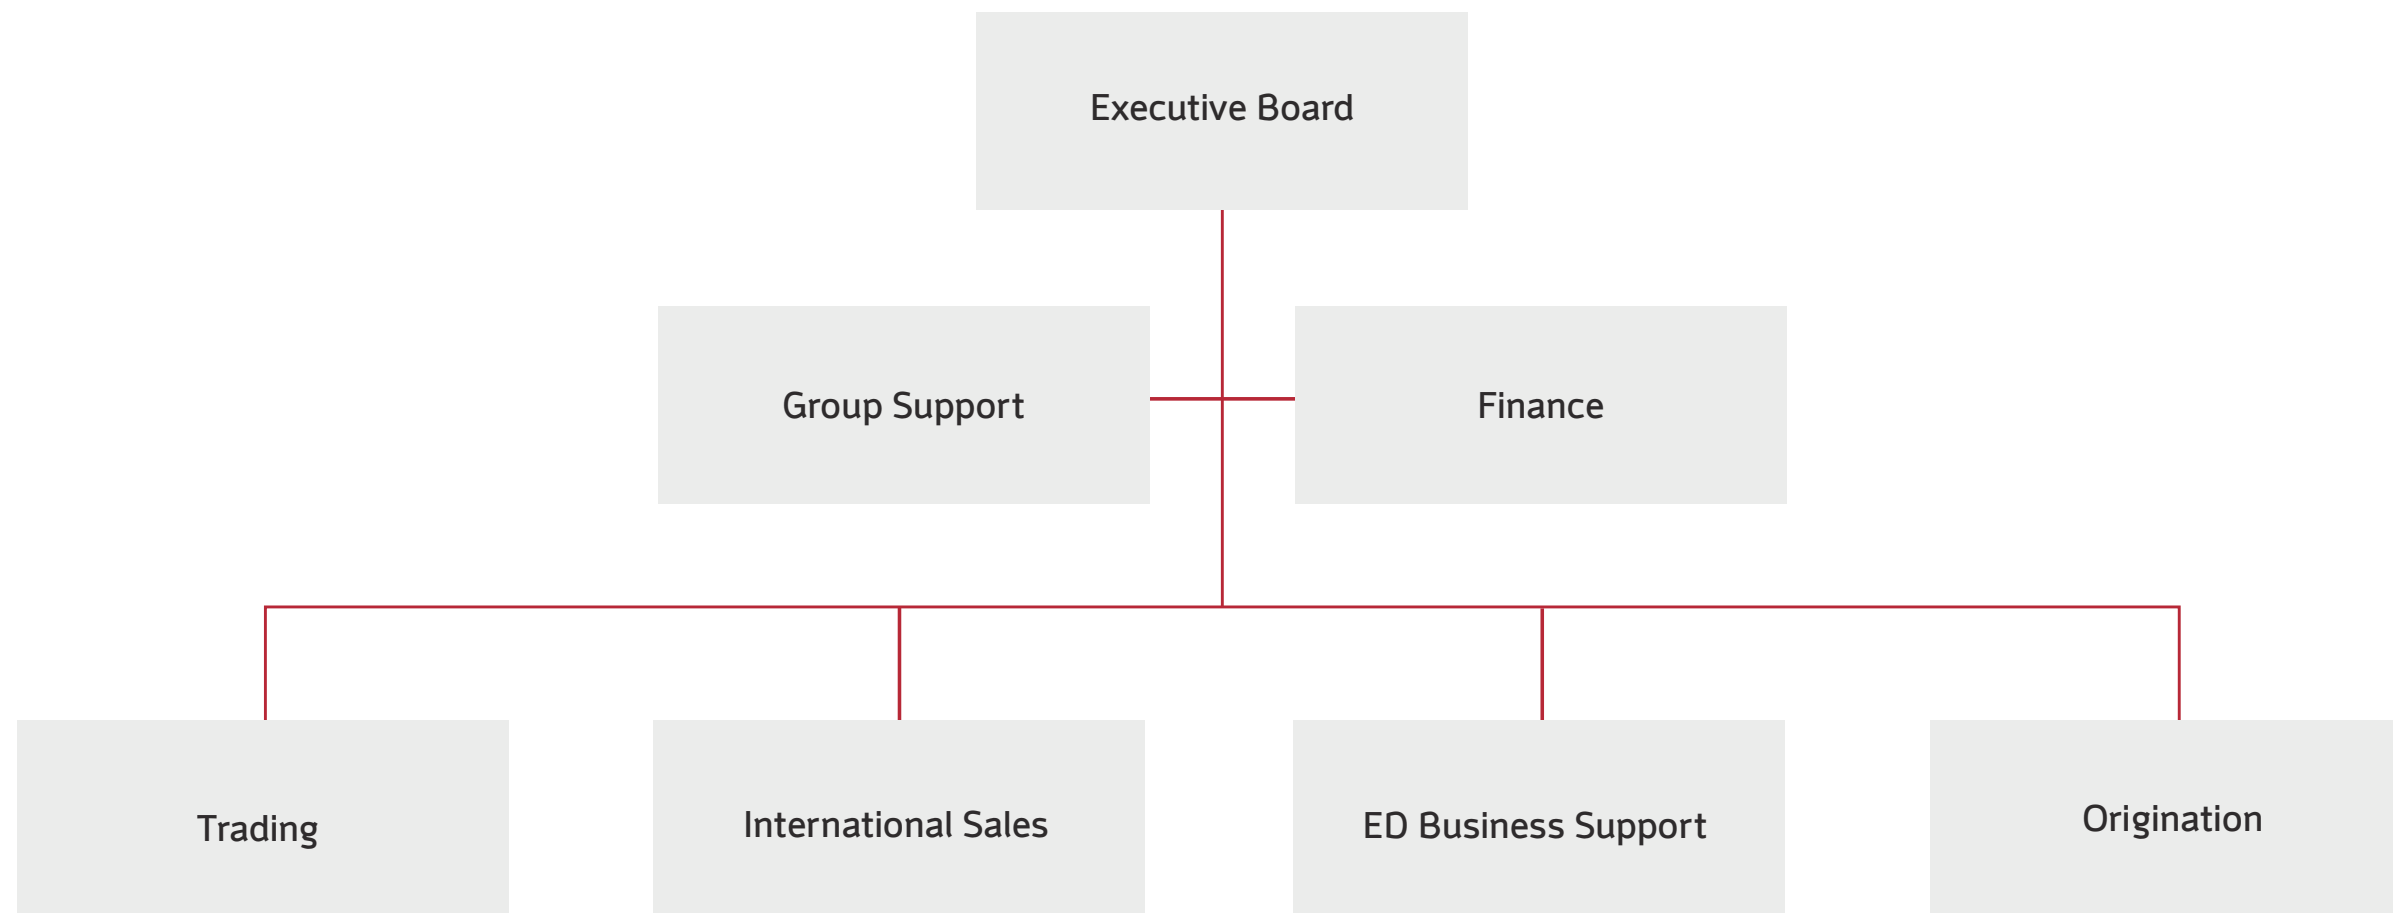 Executive Board
Group Support
Finance
Trading
International Sales
ED Business Support
Origination